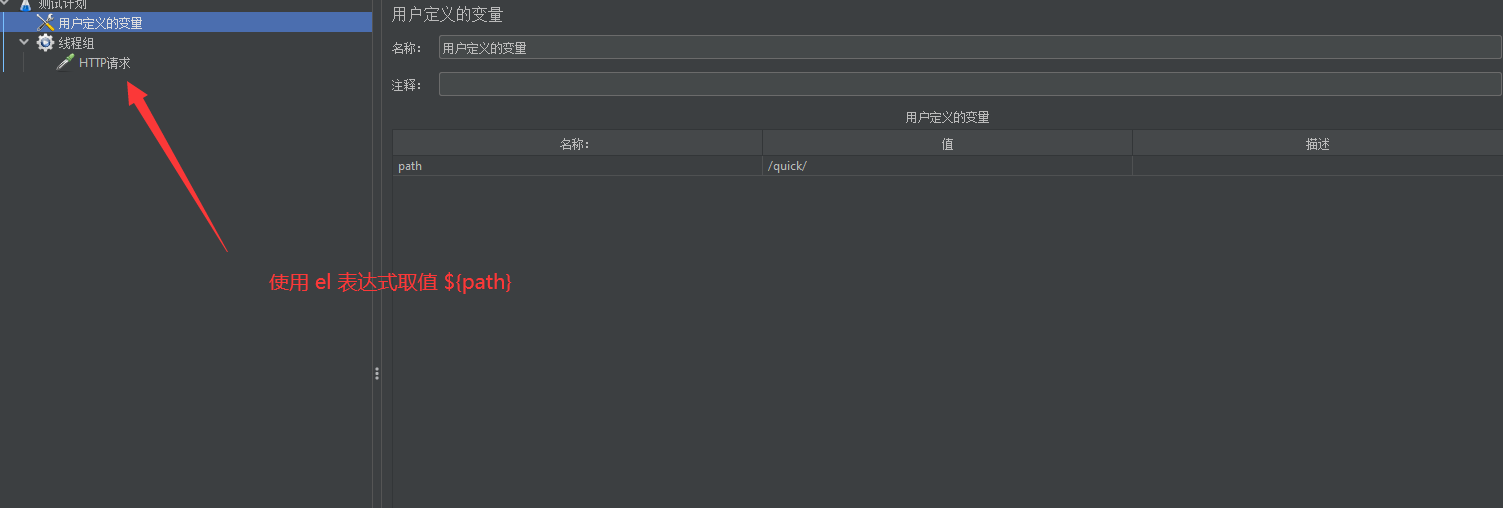 测试计划
用户定义的变量
线程组
HTTP请求
用户定义的变量
名称: 用户定义的变量
注释:
用户定义的变量
名称: 值 描述
path /quick/
使用 el 表达式取值 ${path}